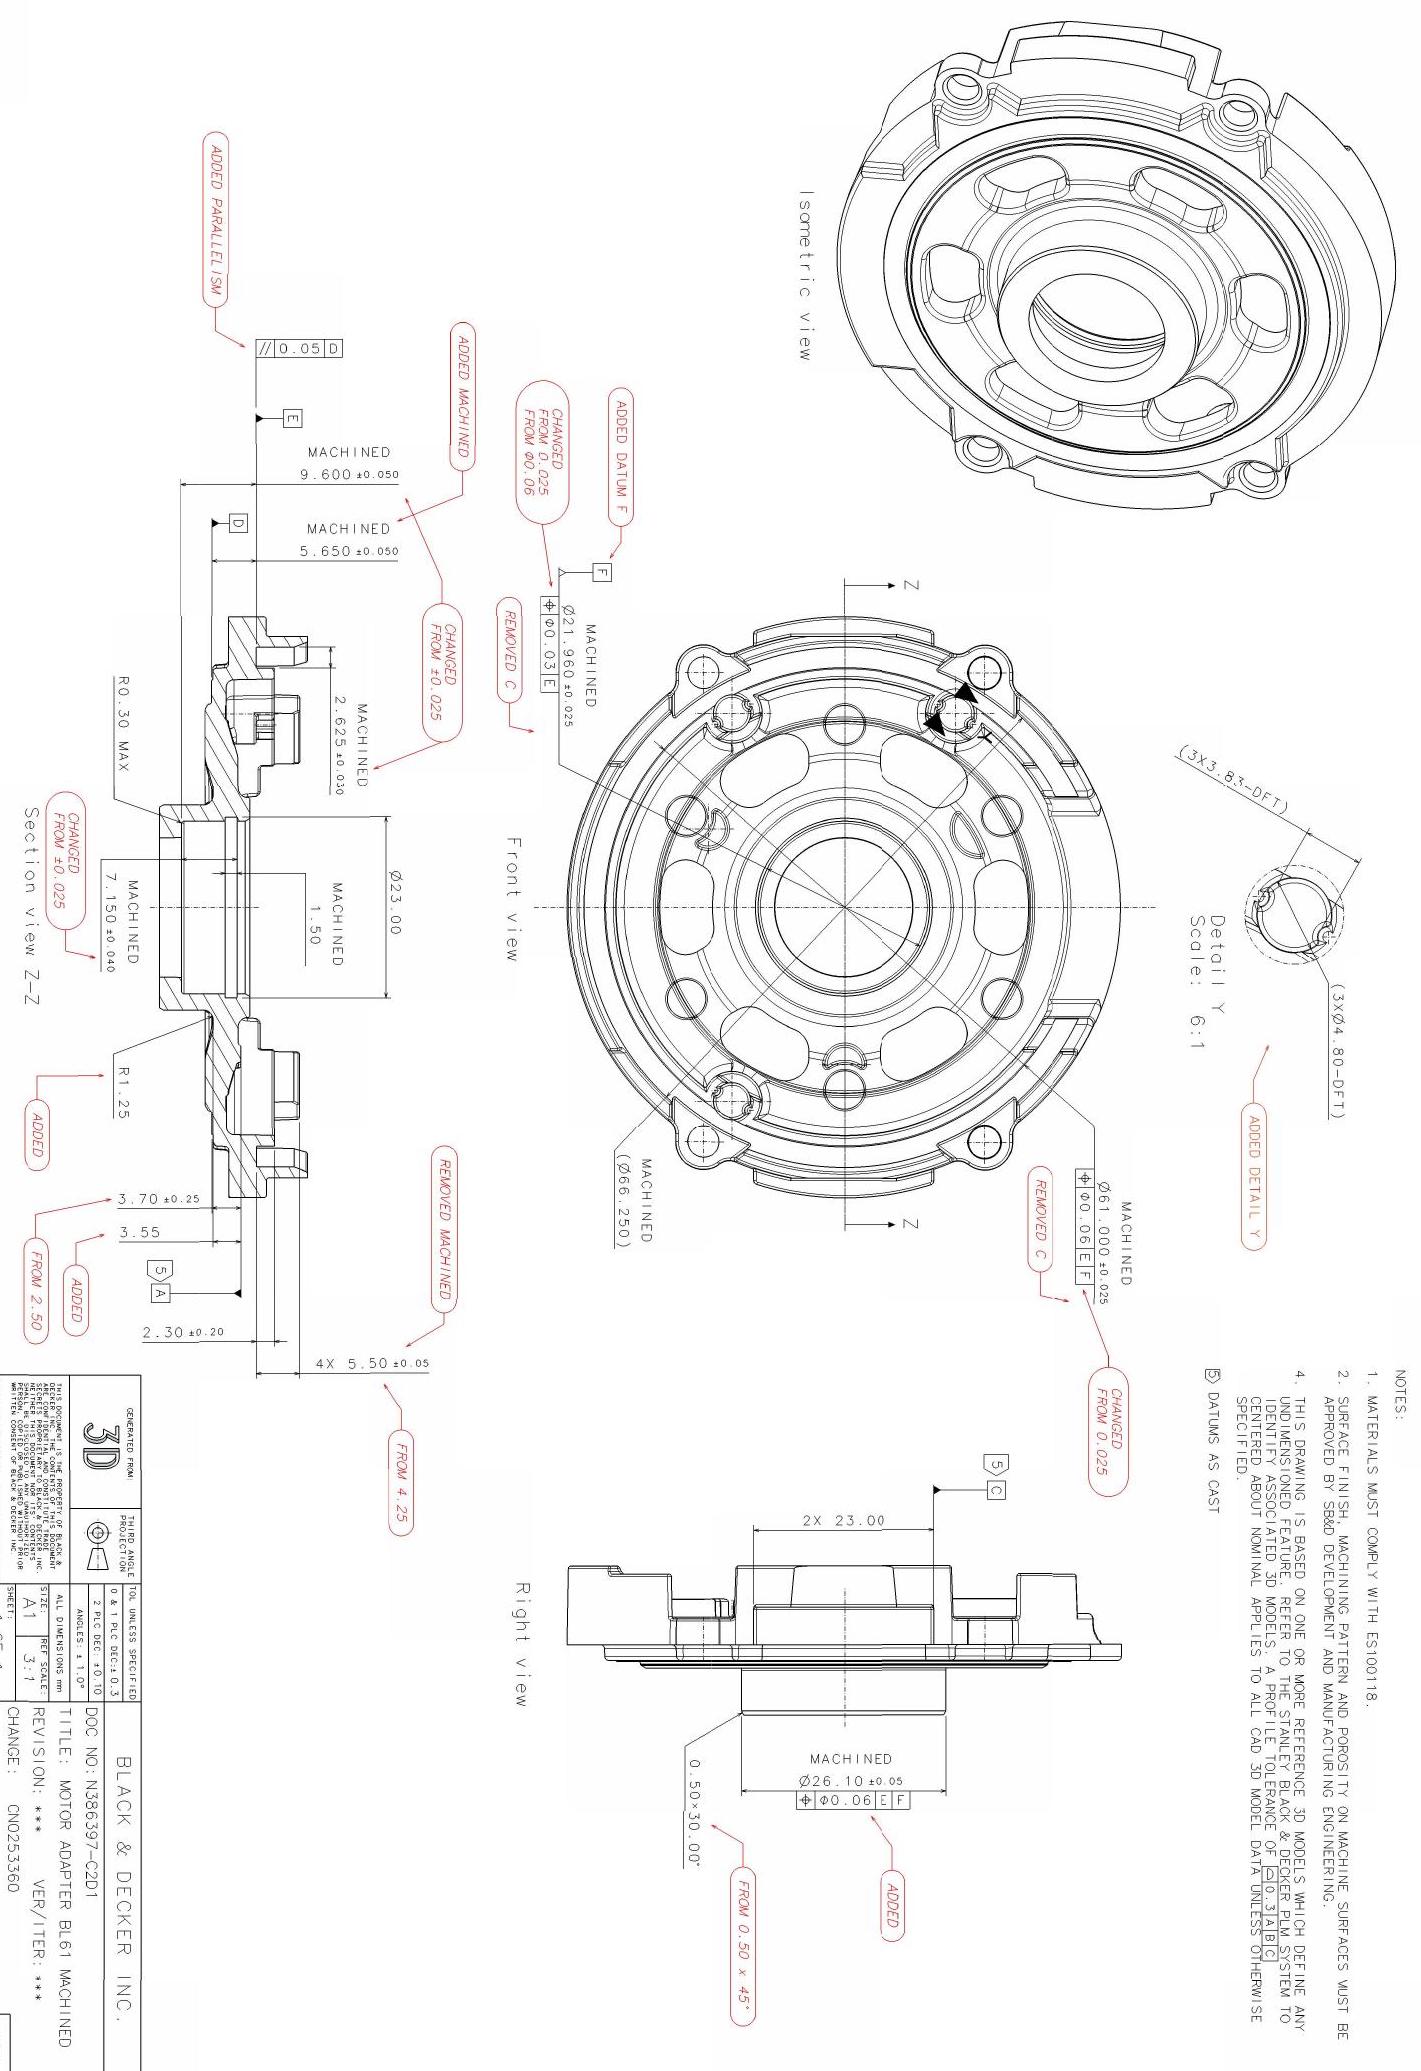 Isometric view
ADDED PARALLELISM
// 0.05 D
E
MACHINED
9.600 ±0.050
ADDED MACHINED
D
MACHINED
5.650 ±0.050
CHANGED
FROM ±0.025
MACHINED
2.625 ±0.030
R0.30 MAX
Ø23.00
MACHINED
1.50
MACHINED
7.150 ±0.040
CHANGED
FROM ±0.025
Section view Z-Z
R1.25
ADDED
3.70 ±0.25
FROM 2.50
3.55
ADDED
5 A
2.30 ±0.20
4X 5.50 ±0.05
REMOVED MACHINED
FROM 4.25
ADDED DATUM F
F
CHANGED
FROM 0.025
FROM Φ0.06
MACHINED
Ø21.960 ±0.025
⌖ Φ0.03 E
REMOVED C
Z
Z
Y
Front view
MACHINED
(Ø66.250)
MACHINED
Ø61.000 ±0.025
⌖ Φ0.06 E F
REMOVED C
CHANGED
FROM 0.025
(3X3.83-DFT)
(3XØ4.80-DFT)
Detail Y
Scale: 6:1
ADDED DETAIL Y
5 C
2X 23.00
Right view
MACHINED
Ø26.10 ±0.05
⌖ Φ0.06 E F
ADDED
0.50×30.00°
FROM 0.50 x 45°
NOTES:
1. MATERIALS MUST COMPLY WITH ES100118.
2. SURFACE FINISH, MACHINING PATTERN AND POROSITY ON MACHINE SURFACES MUST BE
APPROVED BY SB&D DEVELOPMENT AND MANUFACTURING ENGINEERING.
4. THIS DRAWING IS BASED ON ONE OR MORE REFERENCE 3D MODELS WHICH DEFINE ANY
UNDIMENSIONED FEATURE. REFER TO THE STANLEY BLACK & DECKER PLM SYSTEM TO
IDENTIFY ASSOCIATED 3D MODELS. A PROFILE TOLERANCE OF ⌓ 0.3 A B C
CENTERED ABOUT NOMINAL APPLIES TO ALL CAD 3D MODEL DATA UNLESS OTHERWISE
SPECIFIED.
5 DATUMS AS CAST
GENERATED FROM:
3D
THIRD ANGLE
PROJECTION
THIS DOCUMENT IS THE PROPERTY OF BLACK &
DECKER INC. THE CONTENTS OF THIS DOCUMENT
ARE CONFIDENTIAL AND CONSTITUTE TRADE
SECRETS PROPRIETARY TO BLACK & DECKER INC.
NEITHER THIS DOCUMENT NOR ITS' CONTENTS
SHALL BE DISCLOSED TO ANY UNAUTHORIZED
PERSON, COPIED OR PUBLISHED WITHOUT PRIOR
WRITTEN CONSENT OF BLACK & DECKER INC.
TOL UNLESS SPECIFIED
0 & 1 PLC DEC:± 0.3
2 PLC DEC: ±0.10
ANGLES: ± 1.0°
ALL DIMENSIONS mm
SIZE: A1
REF SCALE: 3:1
SHEET:
BLACK & DECKER INC.
DOC NO:N386397-C2D1
TITLE: MOTOR ADAPTER BL61 MACHINED
REVISION: *** VER/ITER: ***
CHANGE: CN0253360